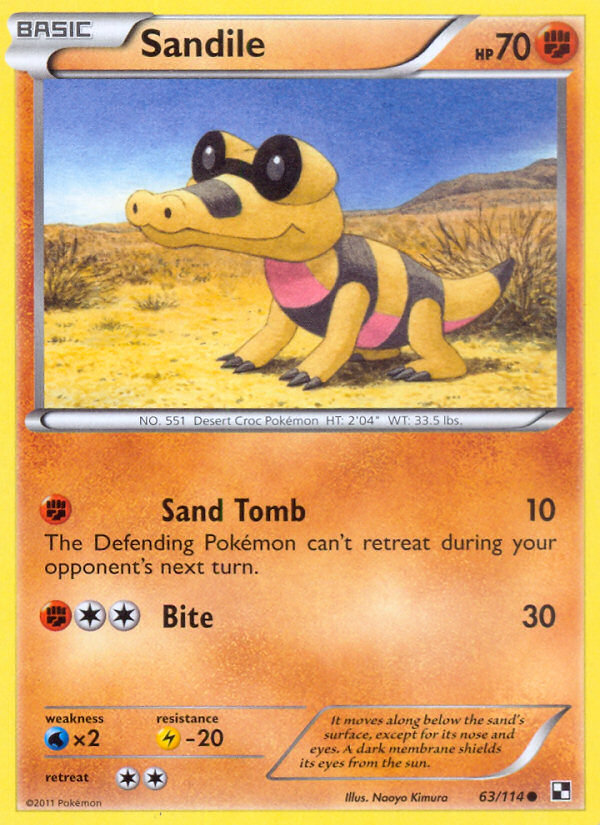 BASIC
Sandile
HP 70
NO. 551 Desert Croc Pokémon HT: 2'04" WT: 33.5 lbs.
Sand Tomb 10
The Defending Pokémon can't retreat during your
opponent's next turn.
Bite 30
weakness resistance
×2 -20
retreat
It moves along below the sand's
surface, except for its nose and
eyes. A dark membrane shields
its eyes from the sun.
©2011 Pokémon
Illus. Naoyo Kimura 63/114